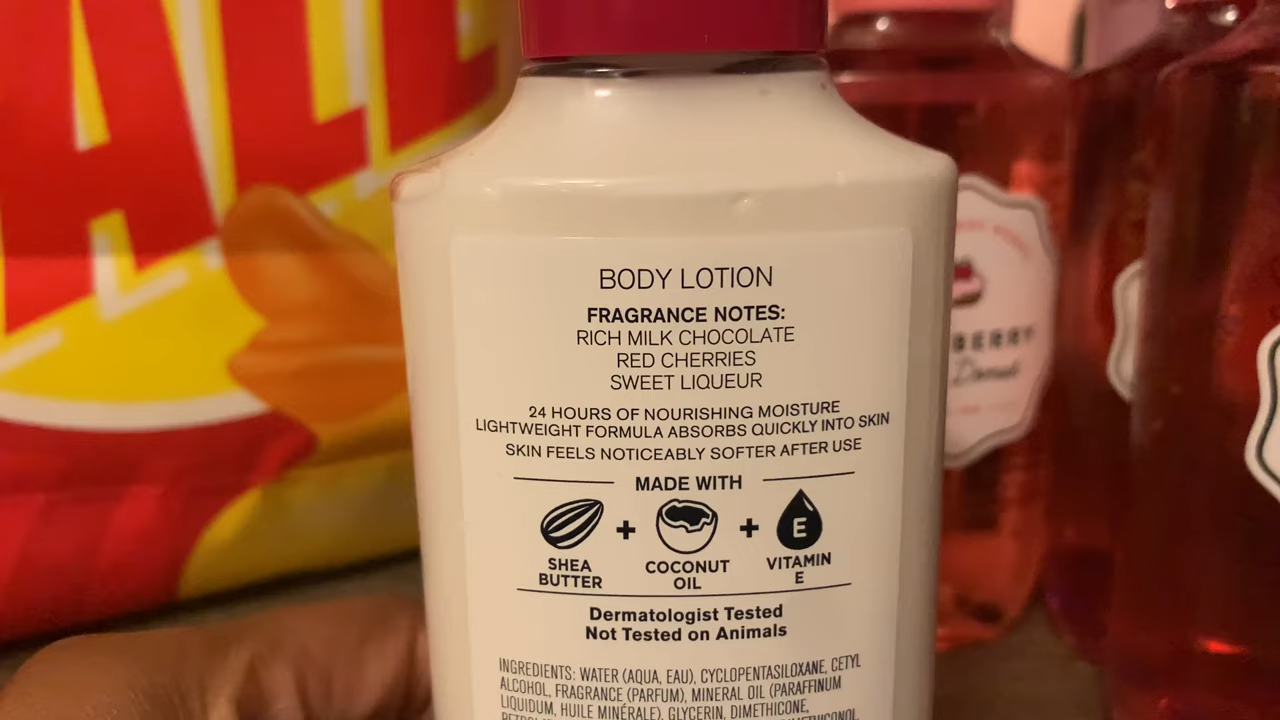 BODY LOTION
FRAGRANCE NOTES:
RICH MILK CHOCOLATE
RED CHERRIES
SWEET LIQUEUR
24 HOURS OF NOURISHING MOISTURE
LIGHTWEIGHT FORMULA ABSORBS QUICKLY INTO SKIN
SKIN FEELS NOTICEABLY SOFTER AFTER USE
MADE WITH
SHEA BUTTER + COCONUT OIL + E VITAMIN E
Dermatologist Tested
Not Tested on Animals
INGREDIENTS: WATER (AQUA, EAU), CYCLOPENTASILOXANE, CETYL
ALCOHOL, FRAGRANCE (PARFUM), MINERAL OIL (PARAFFINUM
LIQUIDUM, HUILE MINÉRALE), GLYCERIN, DIMETHICONE,
BERRY
Donut